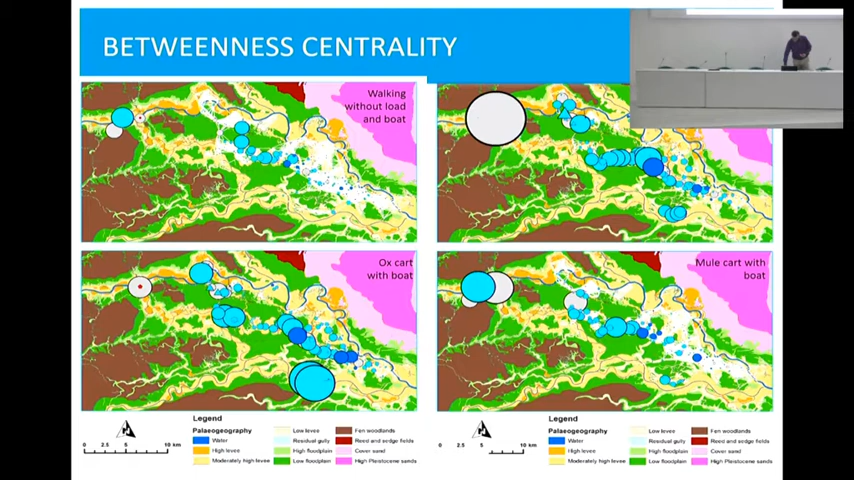 BETWEENNESS CENTRALITY
Walking
without load
and boat
Ox cart
with boat
Mule cart with
boat
Legend
Palaeogeography
Water
High levee
Moderately high levee
Low levee
Residual gully
High floodplain
Low floodplain
Fen woodlands
Reed and sedge fields
Cover sand
High Pleistocene sands
0 2.5 5 10 km
Legend
Palaeogeography
Water
High levee
Moderately high levee
Low levee
Residual gully
High floodplain
Low floodplain
Fen woodlands
Reed and sedge fields
Cover sand
High Pleistocene sands
0 2.5 5 10 km